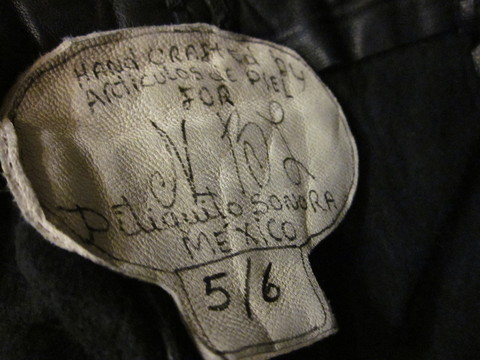 HAND CRAFTED BY
ARTICULOS DE PIEL
FOR
Pitiquito SONORA
MEXICO
5/6